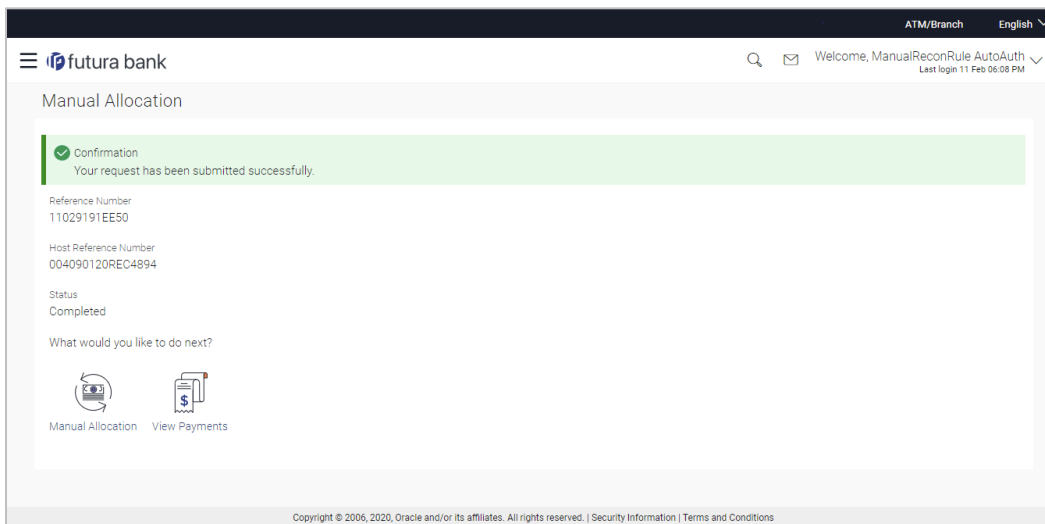 ATM/Branch English
futura bank
Welcome, ManualReconRule AutoAuth
Last login 11 Feb 06:08 PM
Manual Allocation
Confirmation
Your request has been submitted successfully.
Reference Number
11029191EE50
Host Reference Number
004090120REC4894
Status
Completed
What would you like to do next?
$
Manual Allocation View Payments
Copyright © 2006, 2020, Oracle and/or its affiliates. All rights reserved. | Security Information | Terms and Conditions